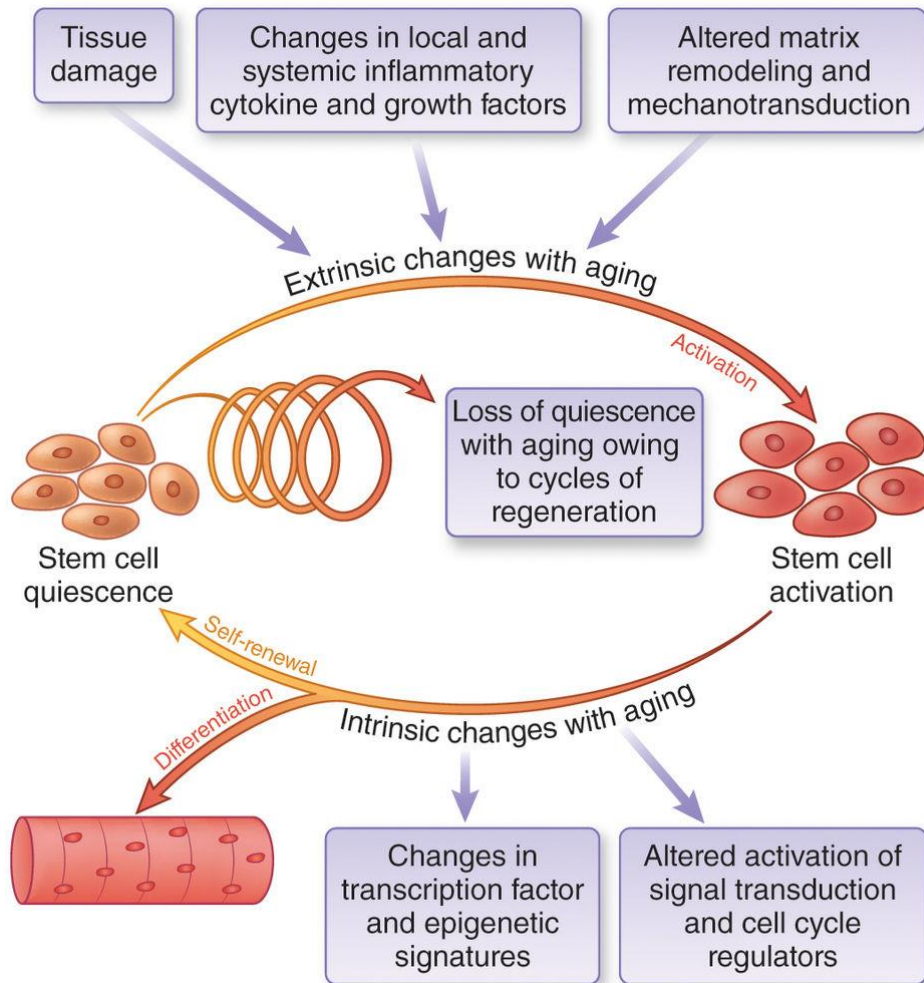 Tissue
damage
Changes in local and
systemic inflammatory
cytokine and growth factors
Altered matrix
remodeling and
mechanotransduction
Extrinsic changes with aging
Activation
Loss of quiescence
with aging owing
to cycles of
regeneration
Stem cell
quiescence
Stem cell
activation
Self-renewal
Differentiation
Intrinsic changes with aging
Changes in
transcription factor
and epigenetic
signatures
Altered activation of
signal transduction
and cell cycle
regulators